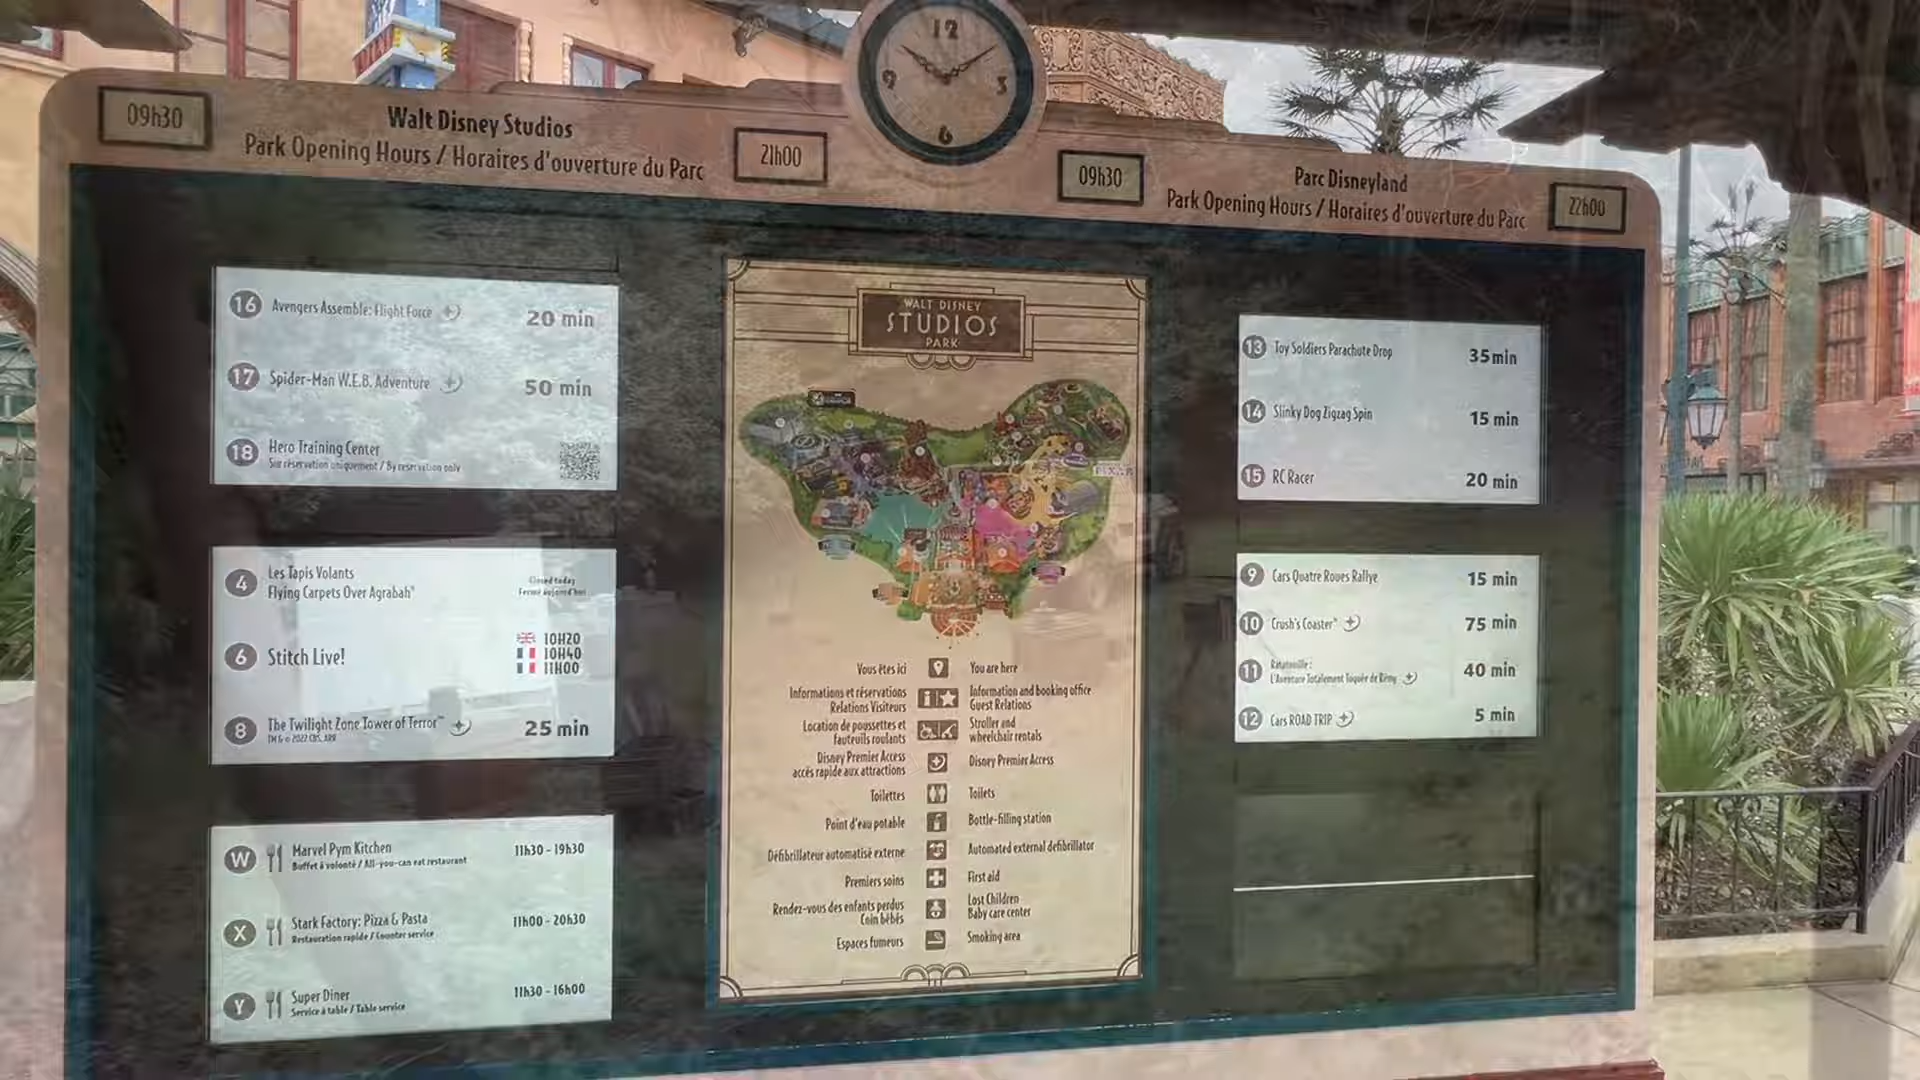 12
3
6
9
09h30
Walt Disney Studios
Park Opening Hours / Horaires d'ouverture du Parc
21h00
09h30
Parc Disneyland
Park Opening Hours / Horaires d'ouverture du Parc
22h00
16 Avengers Assemble: Flight Force 20 min
17 Spider-Man W.E.B. Adventure 50 min
18 Hero Training Center
Sur réservation uniquement / By reservation only
4 Les Tapis Volants
Flying Carpets Over Agrabah®
Closed today
Fermé aujourd'hui
6 Stitch Live!
10H20
10H40
11H00
8 The Twilight Zone Tower of Terror™ 25 min
TM & © 2022 CBS, ARR
W Marvel Pym Kitchen 11h30 - 19h30
Buffet à volonté / All-you-can eat restaurant
X Stark Factory: Pizza & Pasta 11h00 - 20h30
Restauration rapide / Counter service
Y Super Diner 11h30 - 16h00
Service à table / Table service
WALT DISNEY
STUDIOS
PARK
Vous êtes ici You are here
Informations et réservations Information and booking office
Relations Visiteurs Guest Relations
Location de poussettes et Stroller and
fauteuils roulants wheelchair rentals
Disney Premier Access Disney Premier Access
accès rapide aux attractions
Toilettes Toilets
Point d'eau potable Bottle-filling station
Défibrillateur automatisé externe Automated external defibrillator
Premiers soins First aid
Rendez-vous des enfants perdus Lost Children
Coin bébés Baby care center
Espaces fumeurs Smoking area
13 Toy Soldiers Parachute Drop 35 min
14 Slinky Dog Zigzag Spin 15 min
15 RC Racer 20 min
9 Cars Quatre Roues Rallye 15 min
10 Crush's Coaster® 75 min
11 Ratatouille :
L'Aventure Totalement Toquée de Rémy 40 min
12 Cars ROAD TRIP 5 min